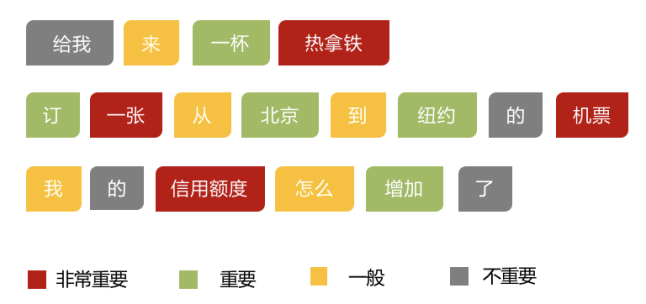 给我 来 一杯 热拿铁
订 一张 从 北京 到 纽约 的 机票
我 的 信用额度 怎么 增加 了
非常重要 重要 一般 不重要